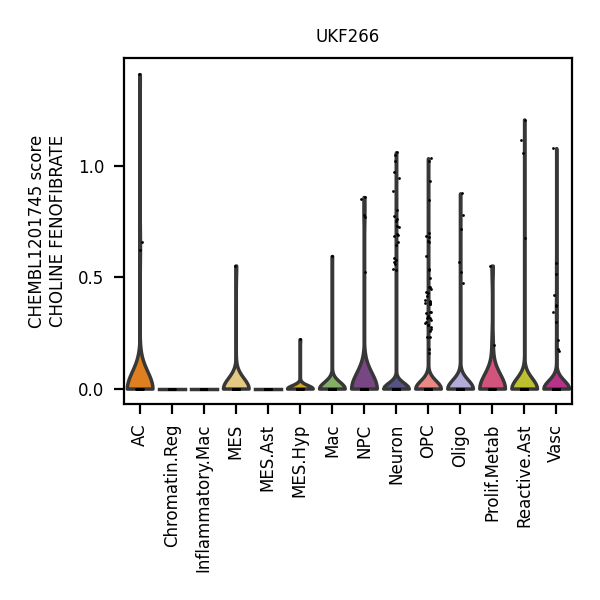 UKF266
CHEMBL1201745 score
CHOLINE FENOFIBRATE
1.0
0.5
0.0
AC
Chromatin.Reg
Inflammatory.Mac
MES
MES.Ast
MES.Hyp
Mac
NPC
Neuron
OPC
Oligo
Prolif.Metab
Reactive.Ast
Vasc